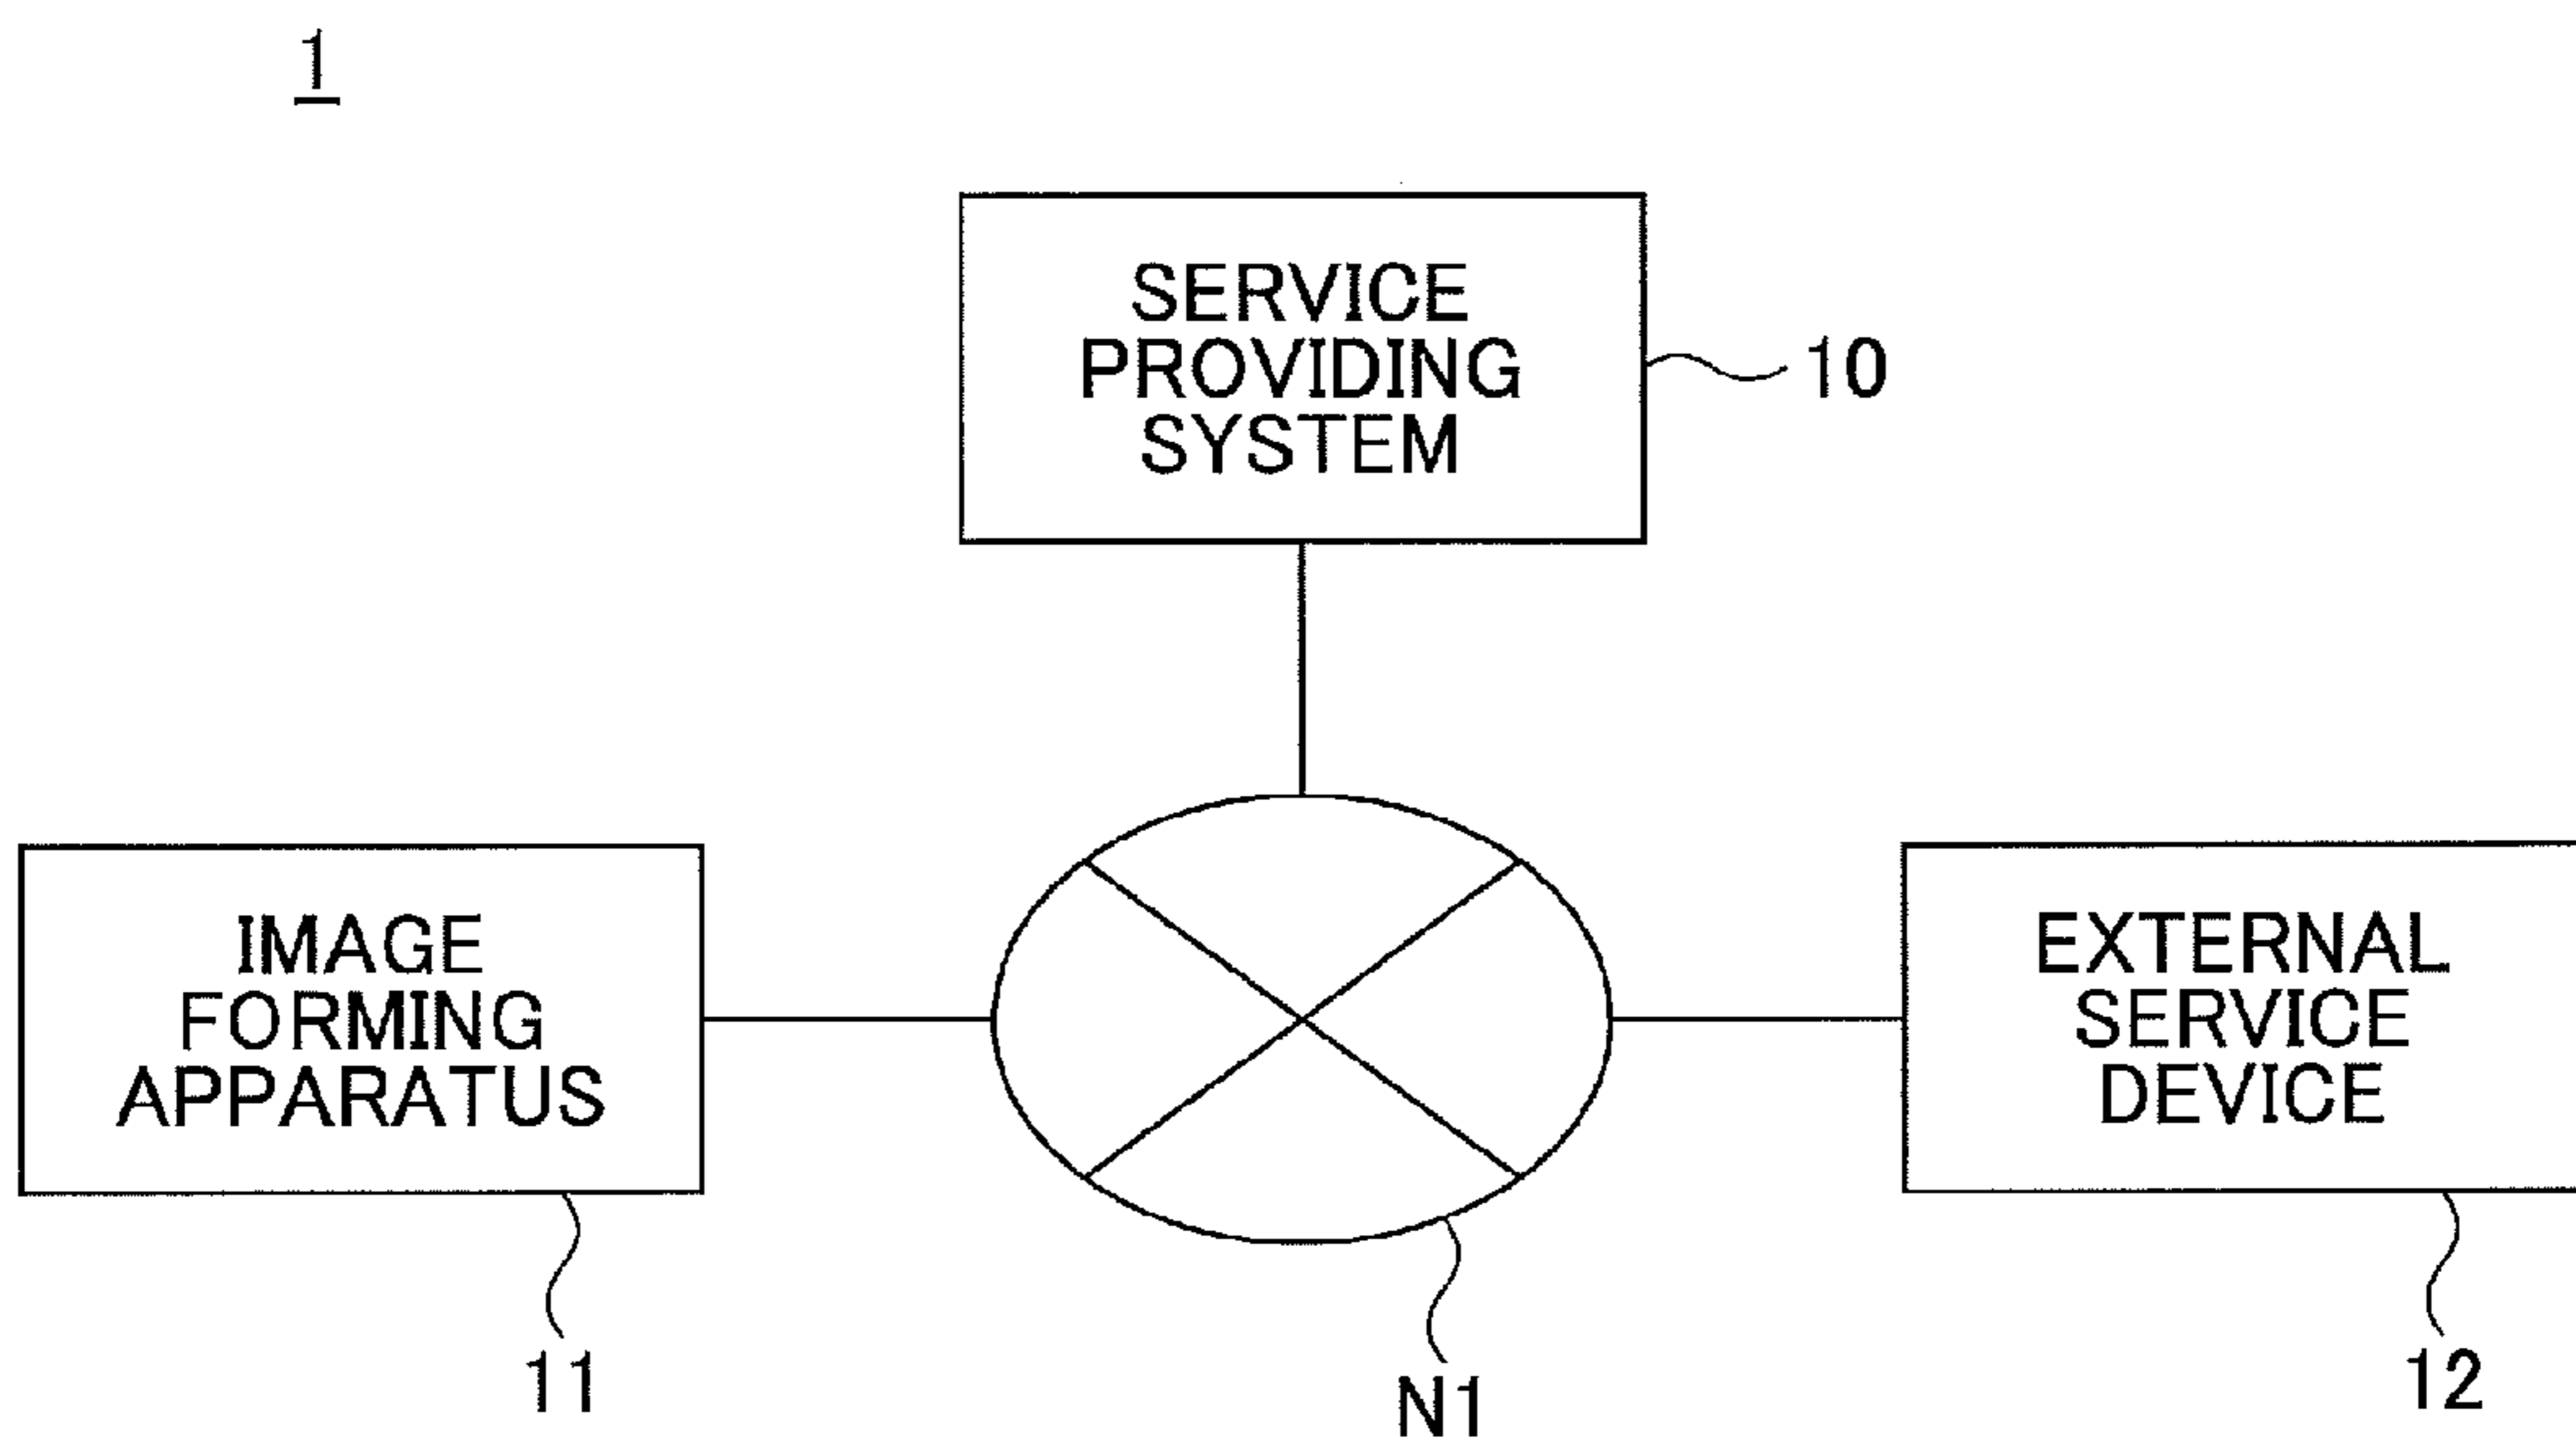 1
SERVICE
PROVIDING
SYSTEM
10
IMAGE
FORMING
APPARATUS
EXTERNAL
SERVICE
DEVICE
11
N1
12